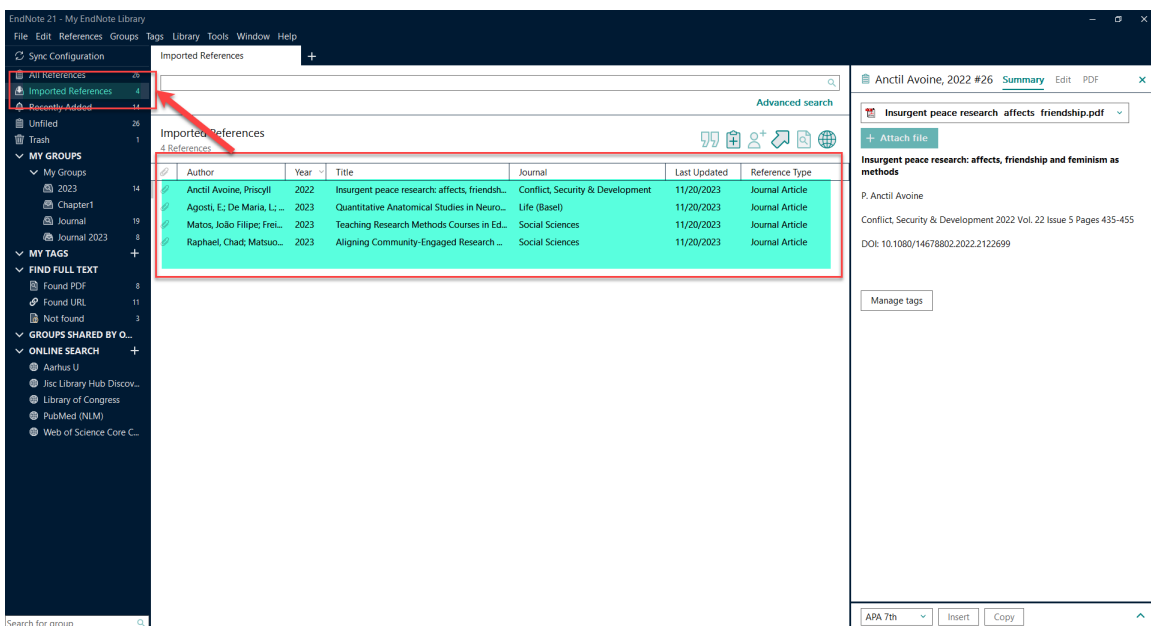 EndNote 21 - My EndNote Library
File Edit References Groups Tags Library Tools Window Help
Sync Configuration
All References 26
Imported References 4
Recently Added 14
Unfiled 26
Trash 1
MY GROUPS
My Groups
2023 14
Chapter1
Journal 19
Journal 2023 8
MY TAGS +
FIND FULL TEXT
Found PDF 8
Found URL 11
Not found 3
GROUPS SHARED BY O...
ONLINE SEARCH +
Aarhus U
Jisc Library Hub Discov...
Library of Congress
PubMed (NLM)
Web of Science Core C...
Search for group
Imported References +
Advanced search
Imported References
4 References
Author Year Title Journal Last Updated Reference Type
Anctil Avoine, Priscyll 2022 Insurgent peace research: affects, friendsh... Conflict, Security & Development 11/20/2023 Journal Article
Agosti, E.; De Maria, L.; ... 2023 Quantitative Anatomical Studies in Neuro... Life (Basel) 11/20/2023 Journal Article
Matos, João Filipe; Frei... 2023 Teaching Research Methods Courses in Ed... Social Sciences 11/20/2023 Journal Article
Raphael, Chad; Matsuo... 2023 Aligning Community-Engaged Research ... Social Sciences 11/20/2023 Journal Article
Anctil Avoine, 2022 #26 Summary Edit PDF
Insurgent peace research affects friendship.pdf
+ Attach file
Insurgent peace research: affects, friendship and feminism as
methods
P. Anctil Avoine
Conflict, Security & Development 2022 Vol. 22 Issue 5 Pages 435-455
DOI: 10.1080/14678802.2022.2122699
Manage tags
APA 7th Insert Copy